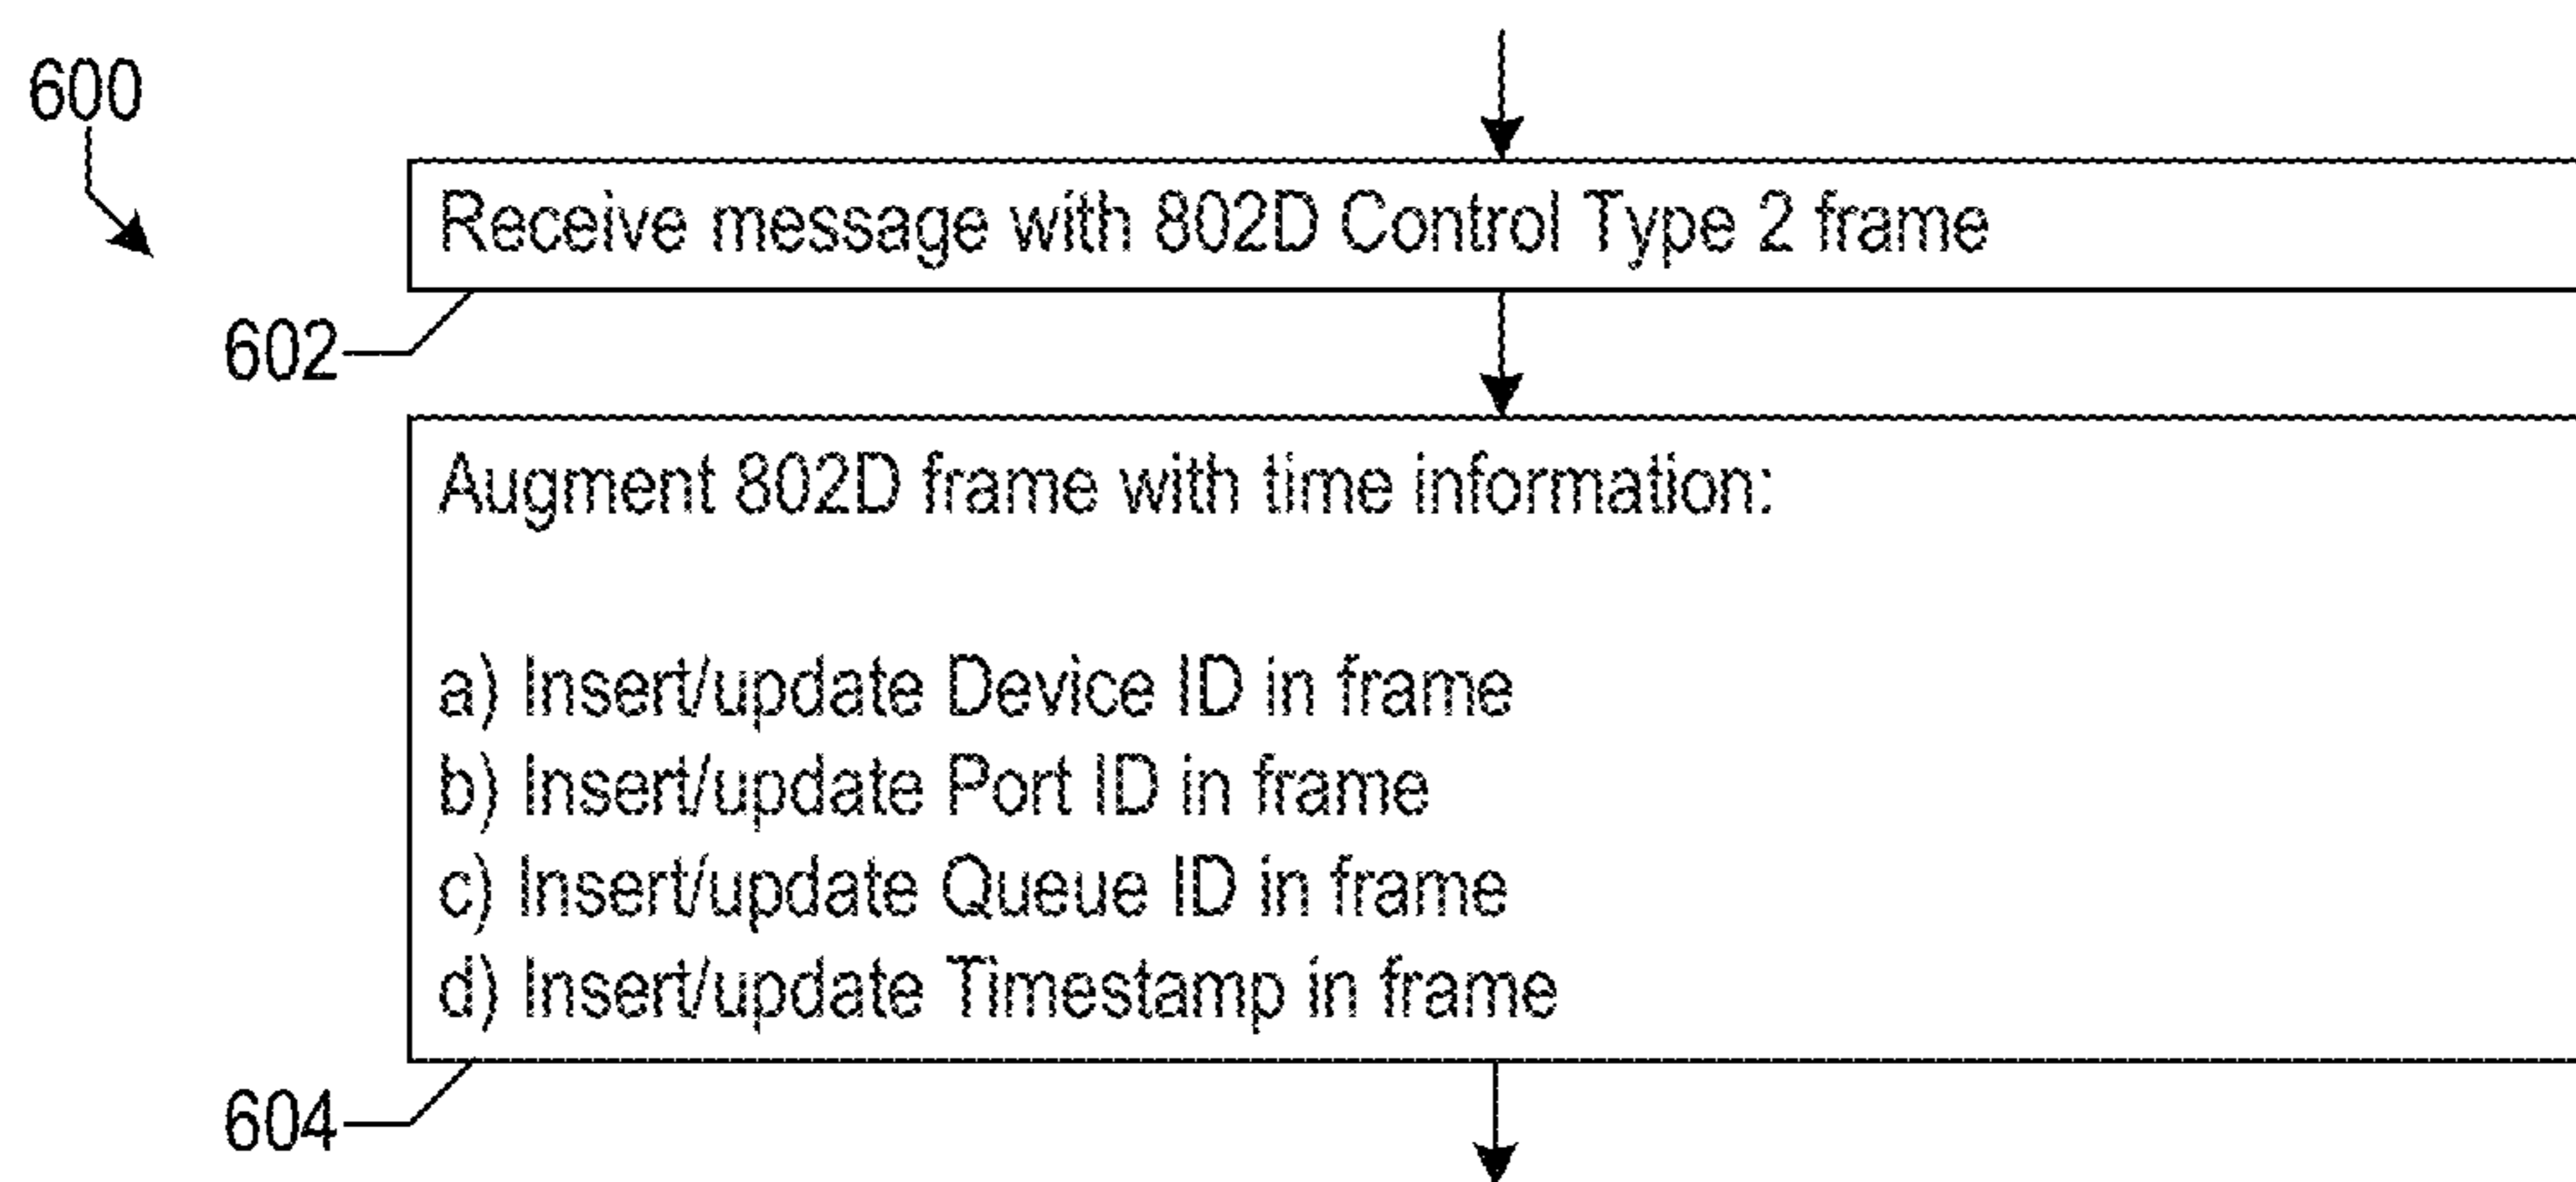 600
Receive message with 802D Control Type 2 frame
602
Augment 802D frame with time information:
a) Insert/update Device ID in frame
b) Insert/update Port ID in frame
c) Insert/update Queue ID in frame
d) Insert/update Timestamp in frame
604